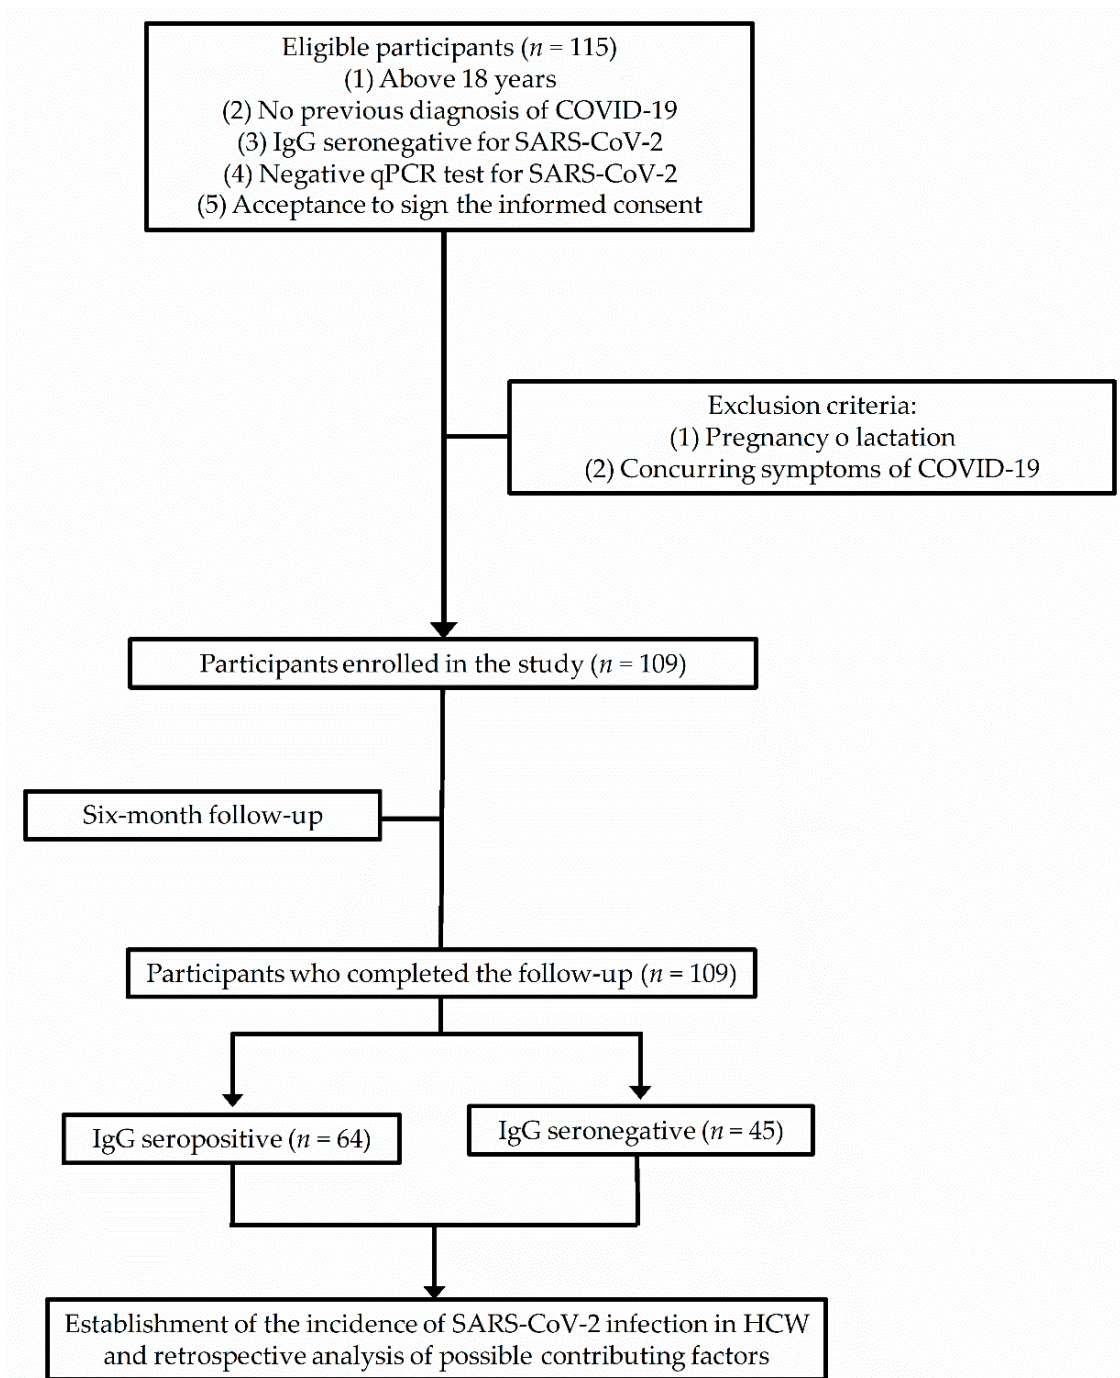 Eligible participants (n = 115)
(1) Above 18 years
(2) No previous diagnosis of COVID-19
(3) IgG seronegative for SARS-CoV-2
(4) Negative qPCR test for SARS-CoV-2
(5) Acceptance to sign the informed consent
Exclusion criteria:
(1) Pregnancy o lactation
(2) Concurring symptoms of COVID-19
Participants enrolled in the study (n = 109)
Six-month follow-up
Participants who completed the follow-up (n = 109)
IgG seropositive (n = 64)
IgG seronegative (n = 45)
Establishment of the incidence of SARS-CoV-2 infection in HCW
and retrospective analysis of possible contributing factors